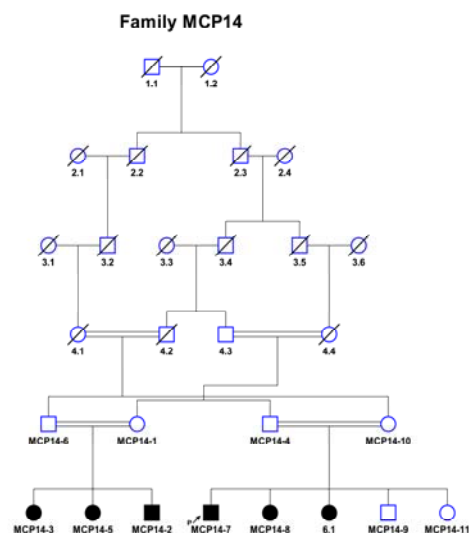 Family MCP14
1.1 1.2
2.1 2.2 2.3 2.4
3.1 3.2 3.3 3.4 3.5 3.6
4.1 4.2 4.3 4.4
MCP14-6 MCP14-1 MCP14-4 MCP14-10
P
MCP14-3 MCP14-5 MCP14-2 MCP14-7 MCP14-8 6.1 MCP14-9 MCP14-11